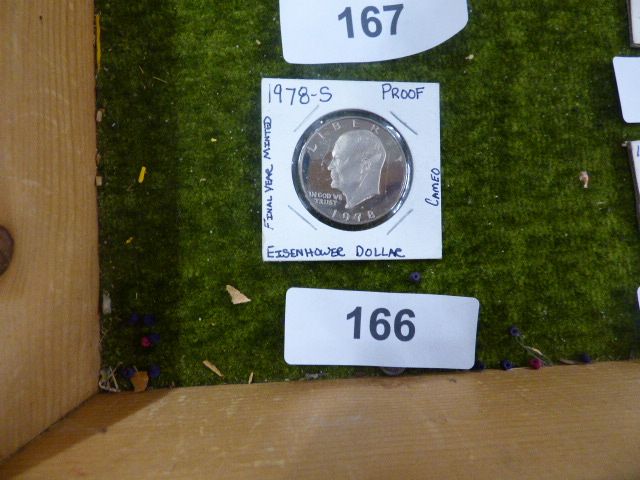 167
1978-S PROOF
FINAL YEAR MINTED
LIBERTY
IN GOD WE
TRUST
1978
CAMEO
EISENHOWER DOLLAR
166